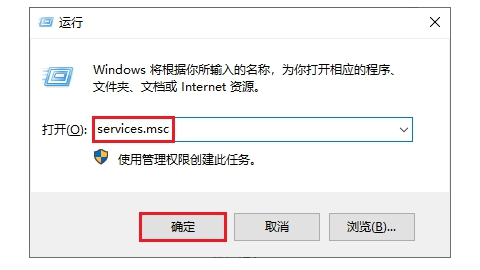 运行
Windows 将根据你所输入的名称，为你打开相应的程序、
文件夹、文档或 Internet 资源。
打开(O):
services.msc
使用管理权限创建此任务。
确定
取消
浏览(B)...